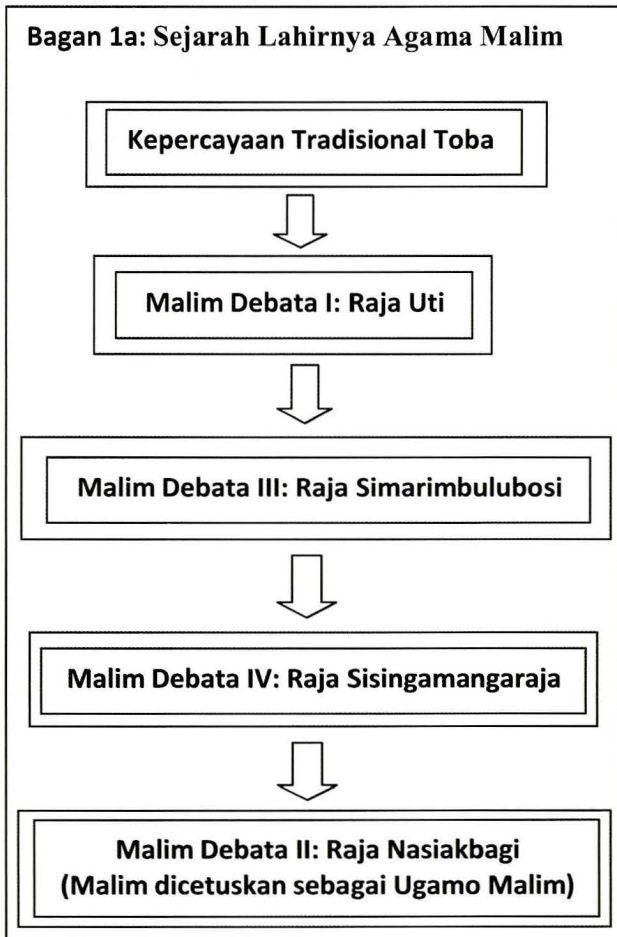 Bagan 1a: Sejarah Lahirnya Agama Malim
Kepercayaan Tradisional Toba
Malim Debata I: Raja Uti
Malim Debata III: Raja Simarimbulubosi
Malim Debata IV: Raja Sisingamangaraja
Malim Debata II: Raja Nasiakbagi
(Malim dicetuskan sebagai Ugamo Malim)